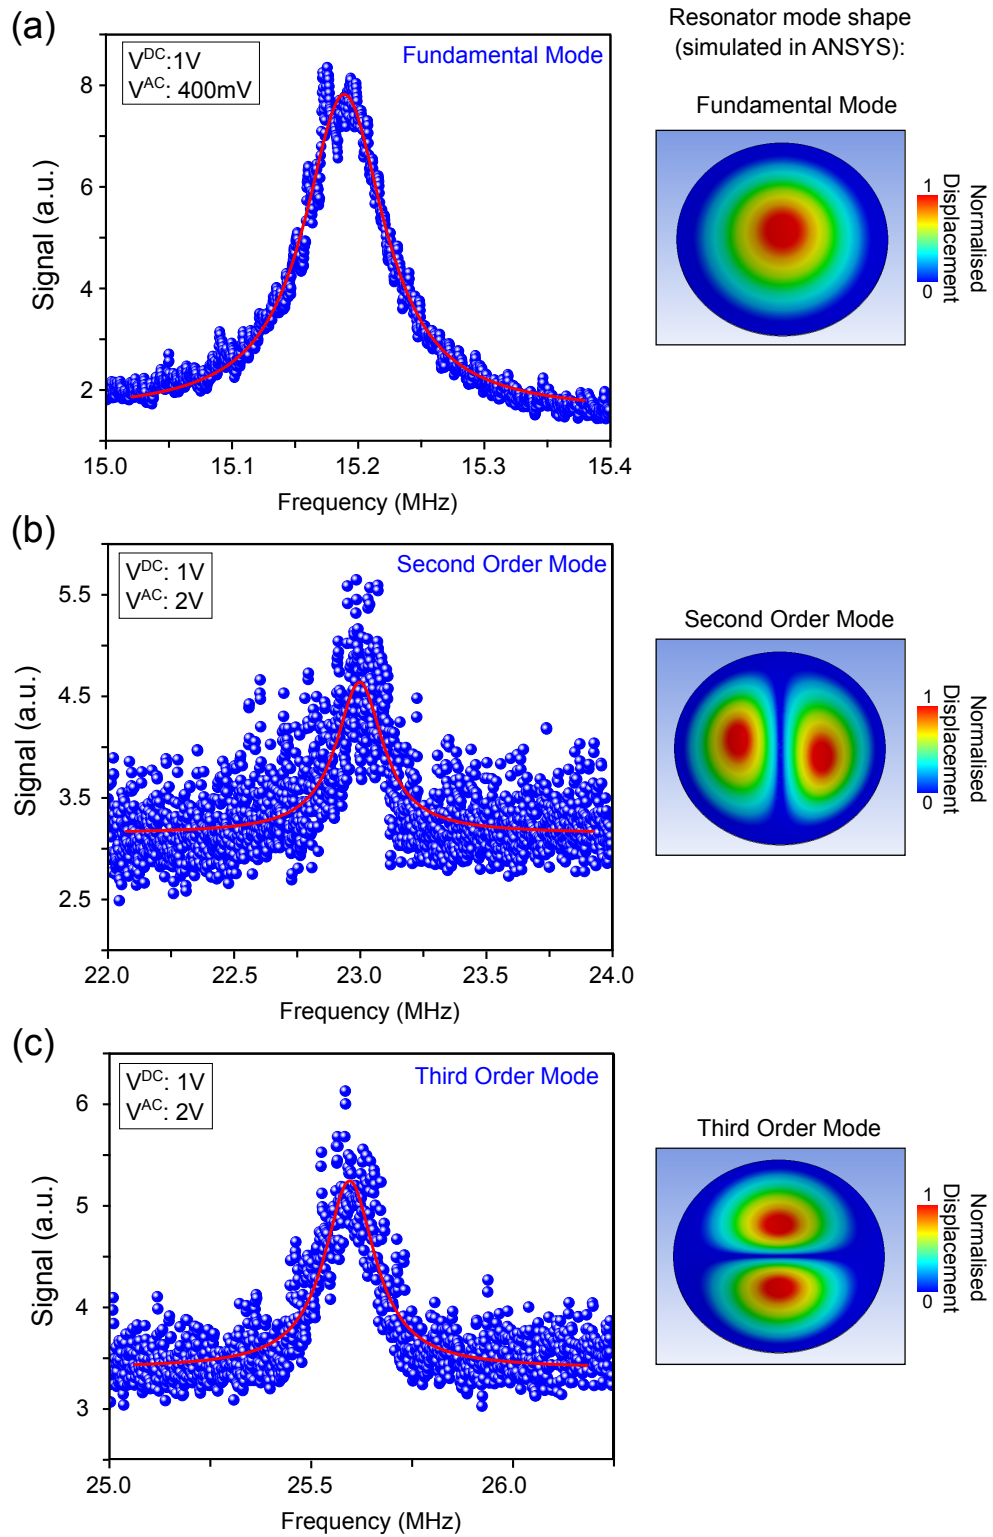 (a)
V^DC:1V
V^AC: 400mV
Fundamental Mode
8
6
4
2
Signal (a.u.)
15.0
15.1
15.2
15.3
15.4
Frequency (MHz)
Resonator mode shape
(simulated in ANSYS):
Fundamental Mode
1
0
Normalised
Displacement
(b)
V^DC: 1V
V^AC: 2V
Second Order Mode
5.5
4.5
3.5
2.5
Signal (a.u.)
22.0
22.5
23.0
23.5
24.0
Frequency (MHz)
Second Order Mode
1
0
Normalised
Displacement
(c)
V^DC: 1V
V^AC: 2V
Third Order Mode
6
5
4
3
Signal (a.u.)
25.0
25.5
26.0
Frequency (MHz)
Third Order Mode
1
0
Normalised
Displacement